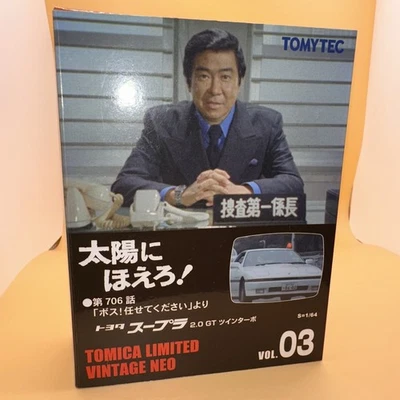 TOMYTEC
捜査第一係長
太陽に
ほえろ!
●第706話
「ボス!任せてください」より
トヨタ スープラ 2.0 GT ツインターボ
S=1/64
TOMICA LIMITED
VINTAGE NEO
VOL. 03